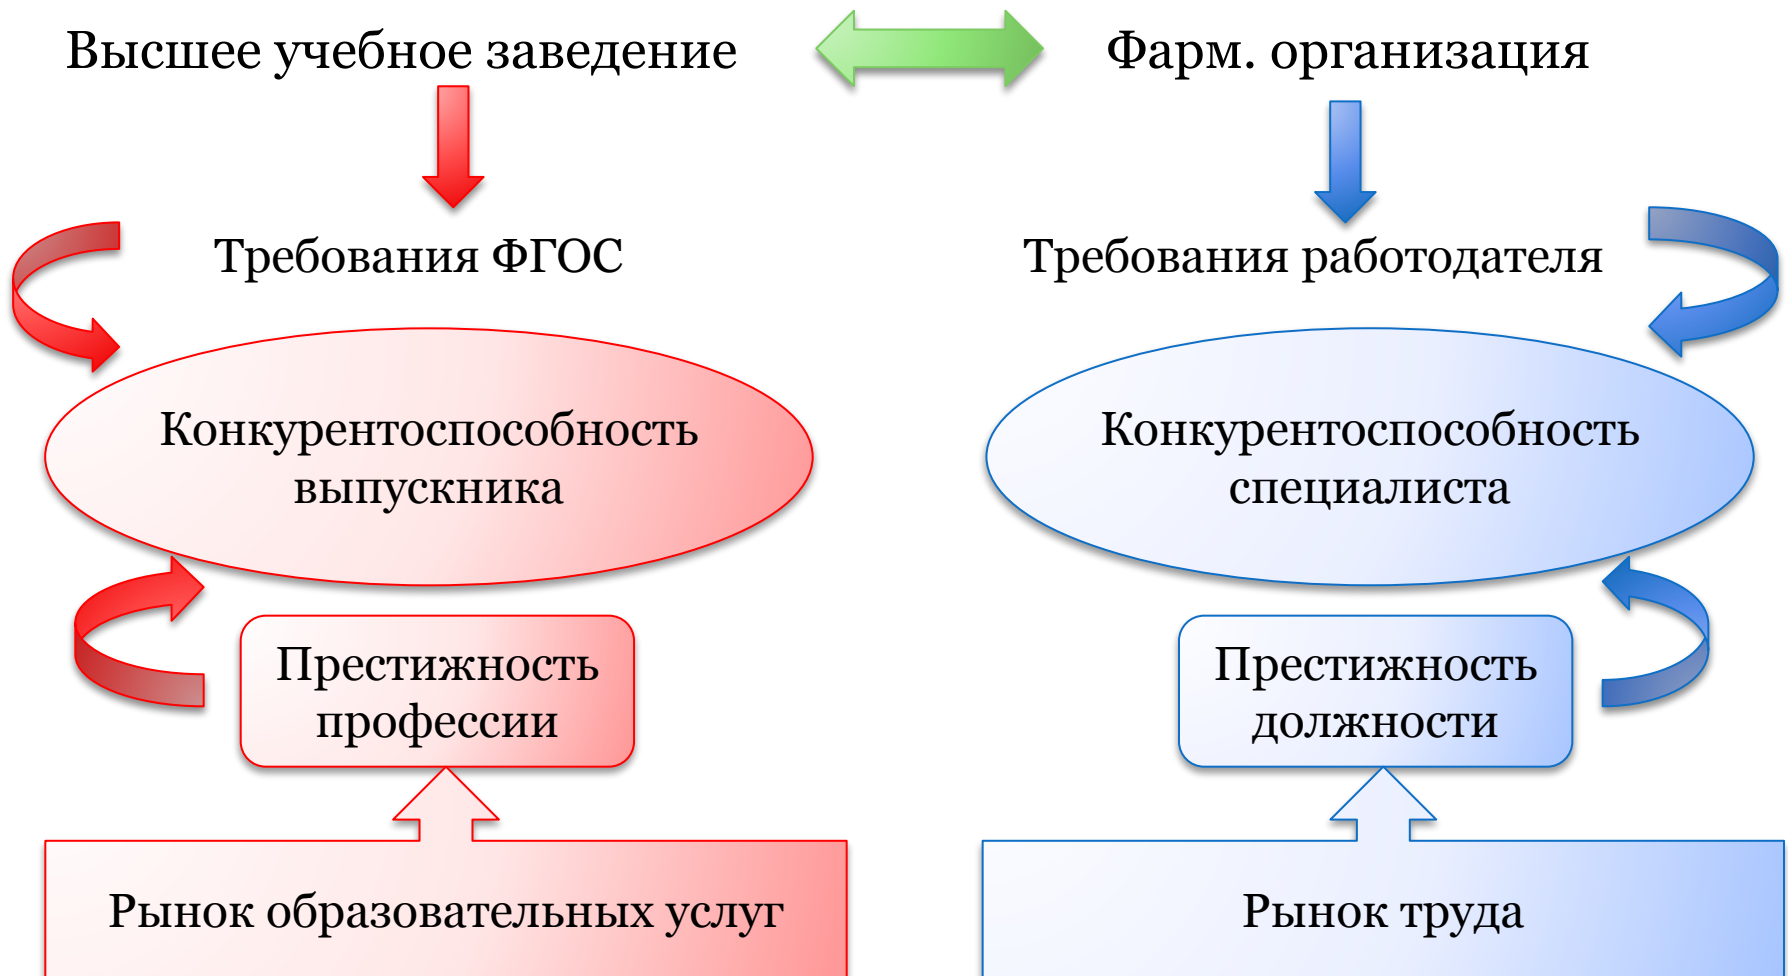 Высшее учебное заведение
Фарм. организация
Требования ФГОС
Требования работодателя
Конкурентоспособность
выпускника
Конкурентоспособность
специалиста
Престижность
профессии
Престижность
должности
Рынок образовательных услуг
Рынок труда